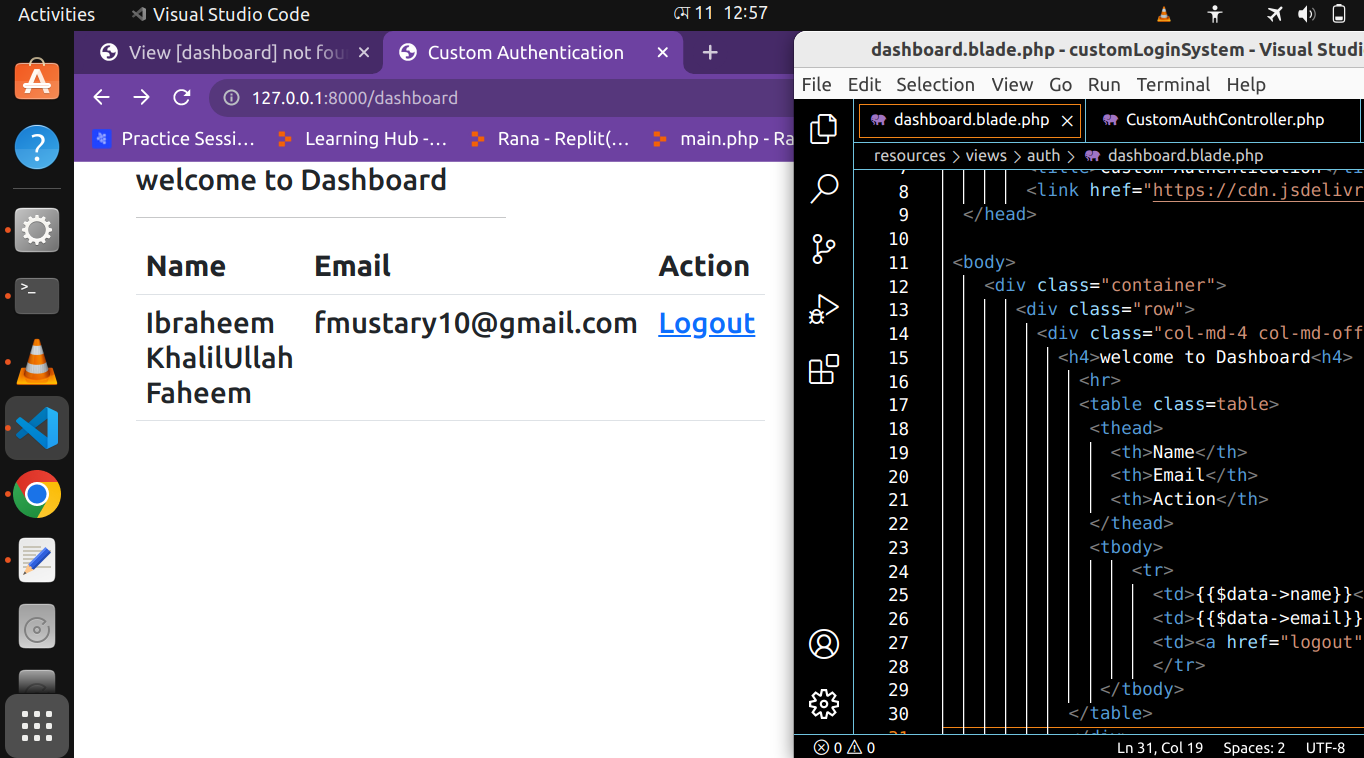 Activities
Visual Studio Code
মে 11 12:57
View [dashboard] not fou
Custom Authentication
127.0.0.1:8000/dashboard
Practice Sessi...
Learning Hub -...
Rana - Replit(...
main.php - Ra
welcome to Dashboard
Name Email Action
Ibraheem fmustary10@gmail.com Logout
KhalilUllah
Faheem
dashboard.blade.php - customLoginSystem - Visual Studi
File Edit Selection View Go Run Terminal Help
dashboard.blade.php
CustomAuthController.php
resources > views > auth > dashboard.blade.php
7 <title>Custom Authentication</ti
8 <link href="https://cdn.jsdelivr
9 </head>
10
11 <body>
12 <div class="container">
13 <div class="row">
14 <div class="col-md-4 col-md-off
15 <h4>welcome to Dashboard<h4>
16 <hr>
17 <table class=table>
18 <thead>
19 <th>Name</th>
20 <th>Email</th>
21 <th>Action</th>
22 </thead>
23 <tbody>
24 <tr>
25 <td>{{$data->name}}<
26 <td>{{$data->email}}
27 <td><a href="logout"
28 </tr>
29 </tbody>
30 </table>
31 </div>
0 0
Ln 31, Col 19 Spaces: 2 UTF-8